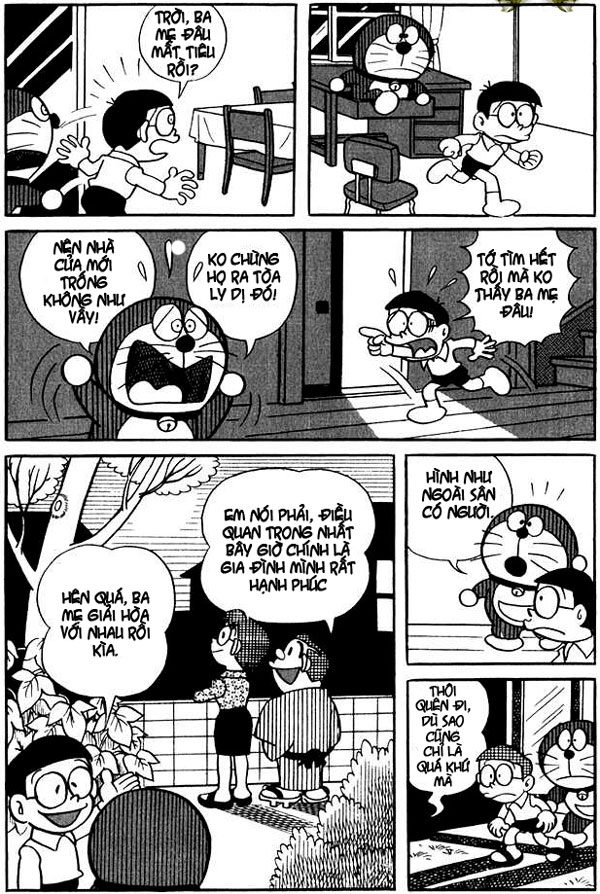 TRỜI, BA
MẸ ĐÂU
MẤT TIÊU
RỒI?
TỚ TÌM HẾT
RỒI MÀ KO
THẤY BA MẸ
ĐÂU!
KO CHỪNG
HỌ RA TÒA
LY DỊ ĐÓ!
NÊN NHÀ
CỬA MỚI
TRỐNG
KHÔNG NHƯ
VẦY!
HÌNH NHƯ
NGOÀI SÂN
CÓ NGƯỜI.
THÔI
QUÊN ĐI,
DÙ SAO
CŨNG
CHỈ LÀ
QUÁ KHỨ
MÀ
EM NÓI PHẢI, ĐIỀU
QUAN TRỌNG NHẤT
BÂY GIỜ CHÍNH LÀ
GIA ĐÌNH MÌNH RẤT
HẠNH PHÚC
HÊN QUÁ, BA
MẸ GIẢI HÒA
VỚI NHAU RỒI
KÌA.